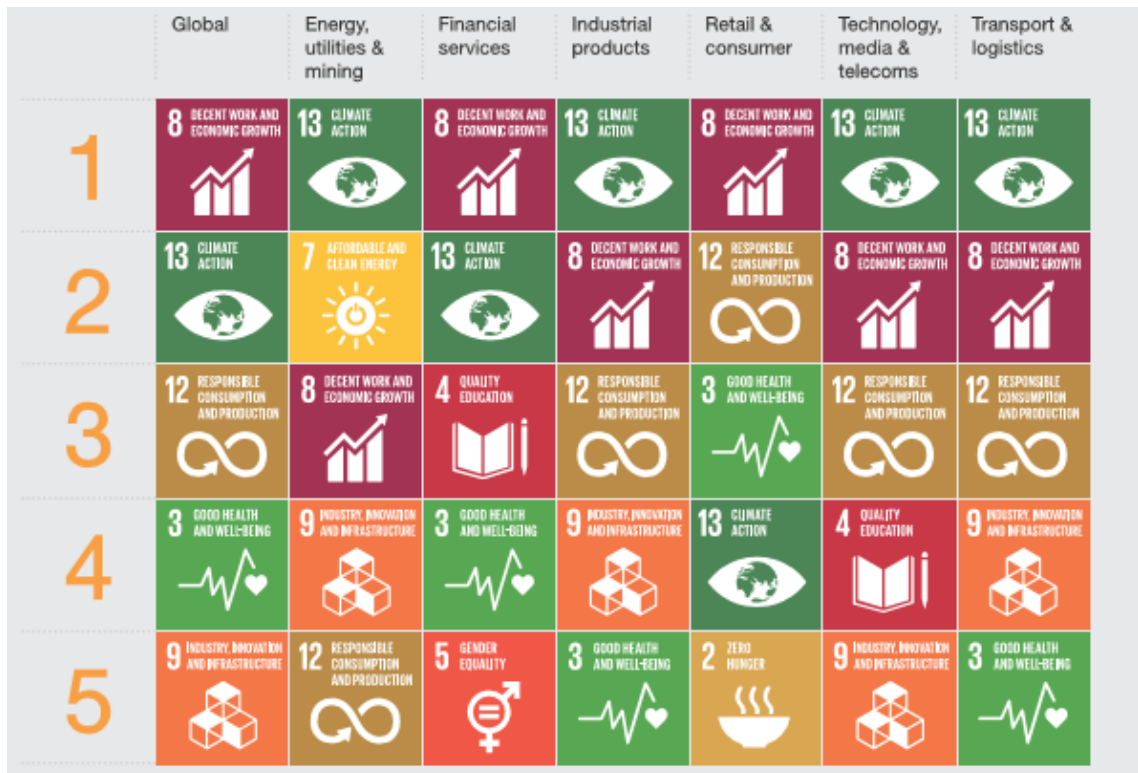 Global
Energy,
utilities &
mining
Financial
services
Industrial
products
Retail &
consumer
Technology,
media &
telecoms
Transport &
logistics
1
8 DECENT WORK AND
ECONOMIC GROWTH
13 CLIMATE
ACTION
8 DECENT WORK AND
ECONOMIC GROWTH
13 CLIMATE
ACTION
8 DECENT WORK AND
ECONOMIC GROWTH
13 CLIMATE
ACTION
13 CLIMATE
ACTION
2
13 CLIMATE
ACTION
7 AFFORDABLE AND
CLEAN ENERGY
13 CLIMATE
ACTION
8 DECENT WORK AND
ECONOMIC GROWTH
12 RESPONSIBLE
CONSUMPTION
AND PRODUCTION
8 DECENT WORK AND
ECONOMIC GROWTH
8 DECENT WORK AND
ECONOMIC GROWTH
3
12 RESPONSIBLE
CONSUMPTION
AND PRODUCTION
8 DECENT WORK AND
ECONOMIC GROWTH
4 QUALITY
EDUCATION
12 RESPONSIBLE
CONSUMPTION
AND PRODUCTION
3 GOOD HEALTH
AND WELL-BEING
12 RESPONSIBLE
CONSUMPTION
AND PRODUCTION
12 RESPONSIBLE
CONSUMPTION
AND PRODUCTION
4
3 GOOD HEALTH
AND WELL-BEING
9 INDUSTRY, INNOVATION
AND INFRASTRUCTURE
3 GOOD HEALTH
AND WELL-BEING
9 INDUSTRY, INNOVATION
AND INFRASTRUCTURE
13 CLIMATE
ACTION
4 QUALITY
EDUCATION
9 INDUSTRY, INNOVATION
AND INFRASTRUCTURE
5
9 INDUSTRY, INNOVATION
AND INFRASTRUCTURE
12 RESPONSIBLE
CONSUMPTION
AND PRODUCTION
5 GENDER
EQUALITY
3 GOOD HEALTH
AND WELL-BEING
2 ZERO
HUNGER
9 INDUSTRY, INNOVATION
AND INFRASTRUCTURE
3 GOOD HEALTH
AND WELL-BEING